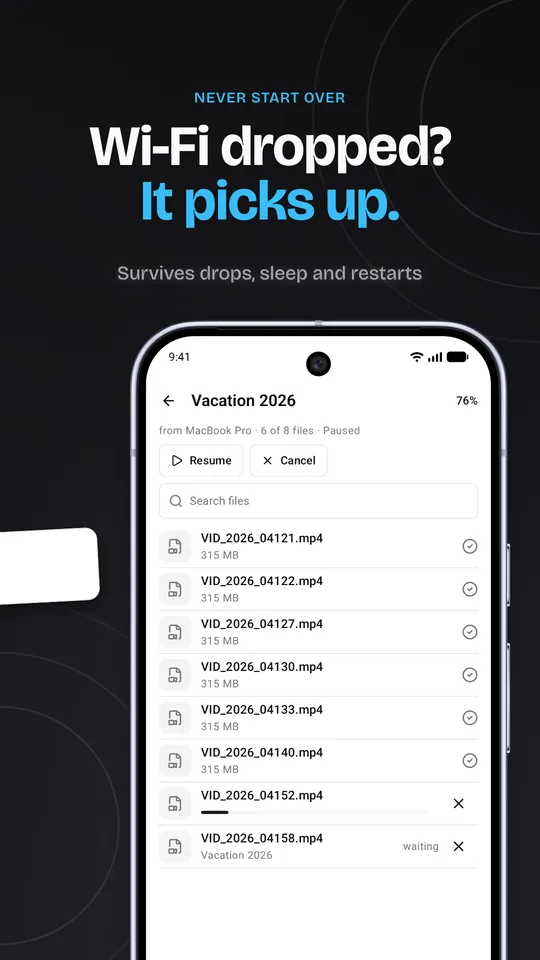 NEVER START OVER
Wi-Fi dropped?
It picks up.
Survives drops, sleep and restarts
9:41
Vacation 2026
76%
from MacBook Pro · 6 of 8 files · Paused
Resume
Cancel
Search files
VID_2026_04121.mp4
315 MB
VID_2026_04122.mp4
315 MB
VID_2026_04127.mp4
315 MB
VID_2026_04130.mp4
315 MB
VID_2026_04133.mp4
315 MB
VID_2026_04140.mp4
315 MB
VID_2026_04152.mp4
VID_2026_04158.mp4
Vacation 2026
waiting